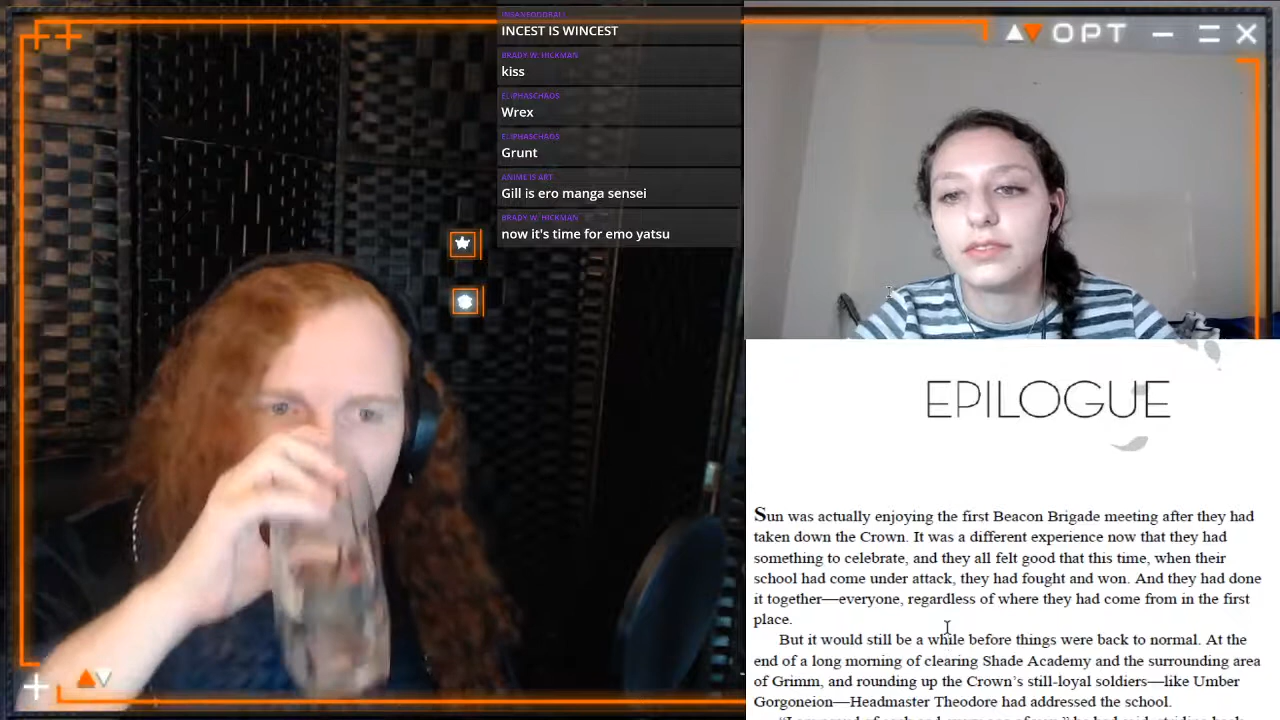 INCEST IS WINCEST
BRADY W. HICKMAN
kiss
ELIPHASCHAOS
Wrex
ELIPHASCHAOS
Grunt
ANIME IS ART
Gill is ero manga sensei
BRADY W. HICKMAN
now it's time for emo yatsu
OPT
EPILOGUE
Sun was actually enjoying the first Beacon Brigade meeting after they had
taken down the Crown. It was a different experience now that they had
something to celebrate, and they all felt good that this time, when their
school had come under attack, they had fought and won. And they had done
it together—everyone, regardless of where they had come from in the first
place.
But it would still be a while before things were back to normal. At the
end of a long morning of clearing Shade Academy and the surrounding area
of Grimm, and rounding up the Crown's still-loyal soldiers—like Umber
Gorgoneion—Headmaster Theodore had addressed the school.